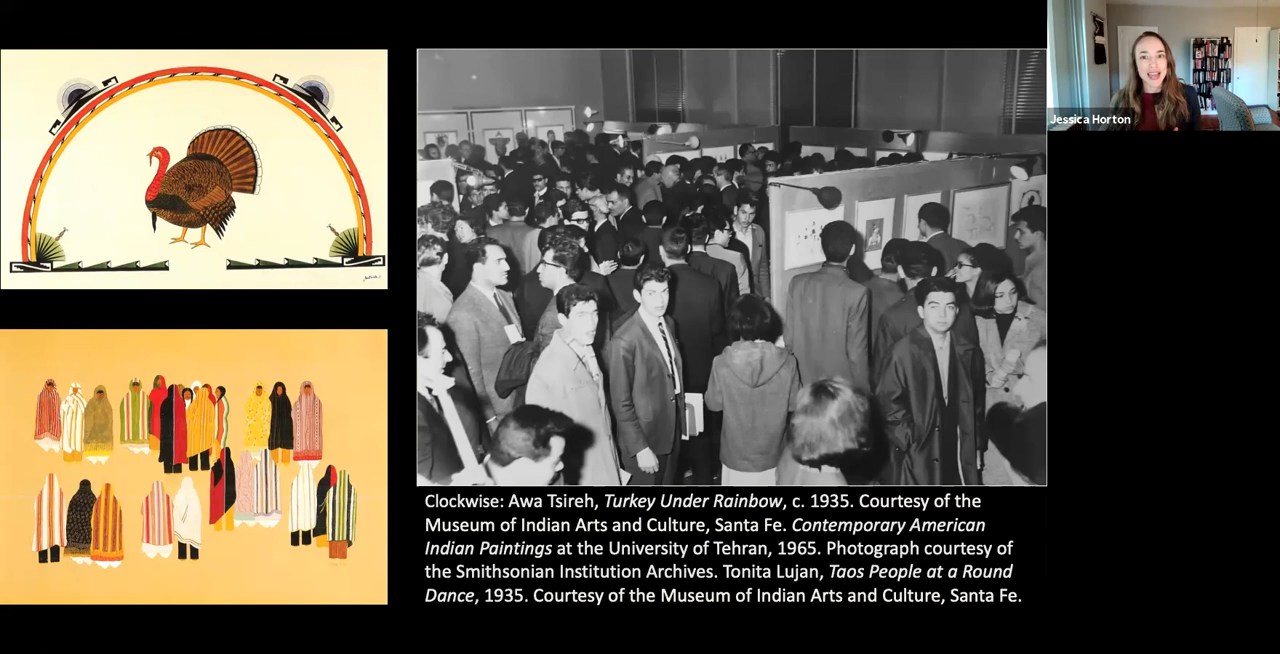 Jessica Horton
Clockwise: Awa Tsireh, Turkey Under Rainbow, c. 1935. Courtesy of the
Museum of Indian Arts and Culture, Santa Fe. Contemporary American
Indian Paintings at the University of Tehran, 1965. Photograph courtesy of
the Smithsonian Institution Archives. Tonita Lujan, Taos People at a Round
Dance, 1935. Courtesy of the Museum of Indian Arts and Culture, Santa Fe.